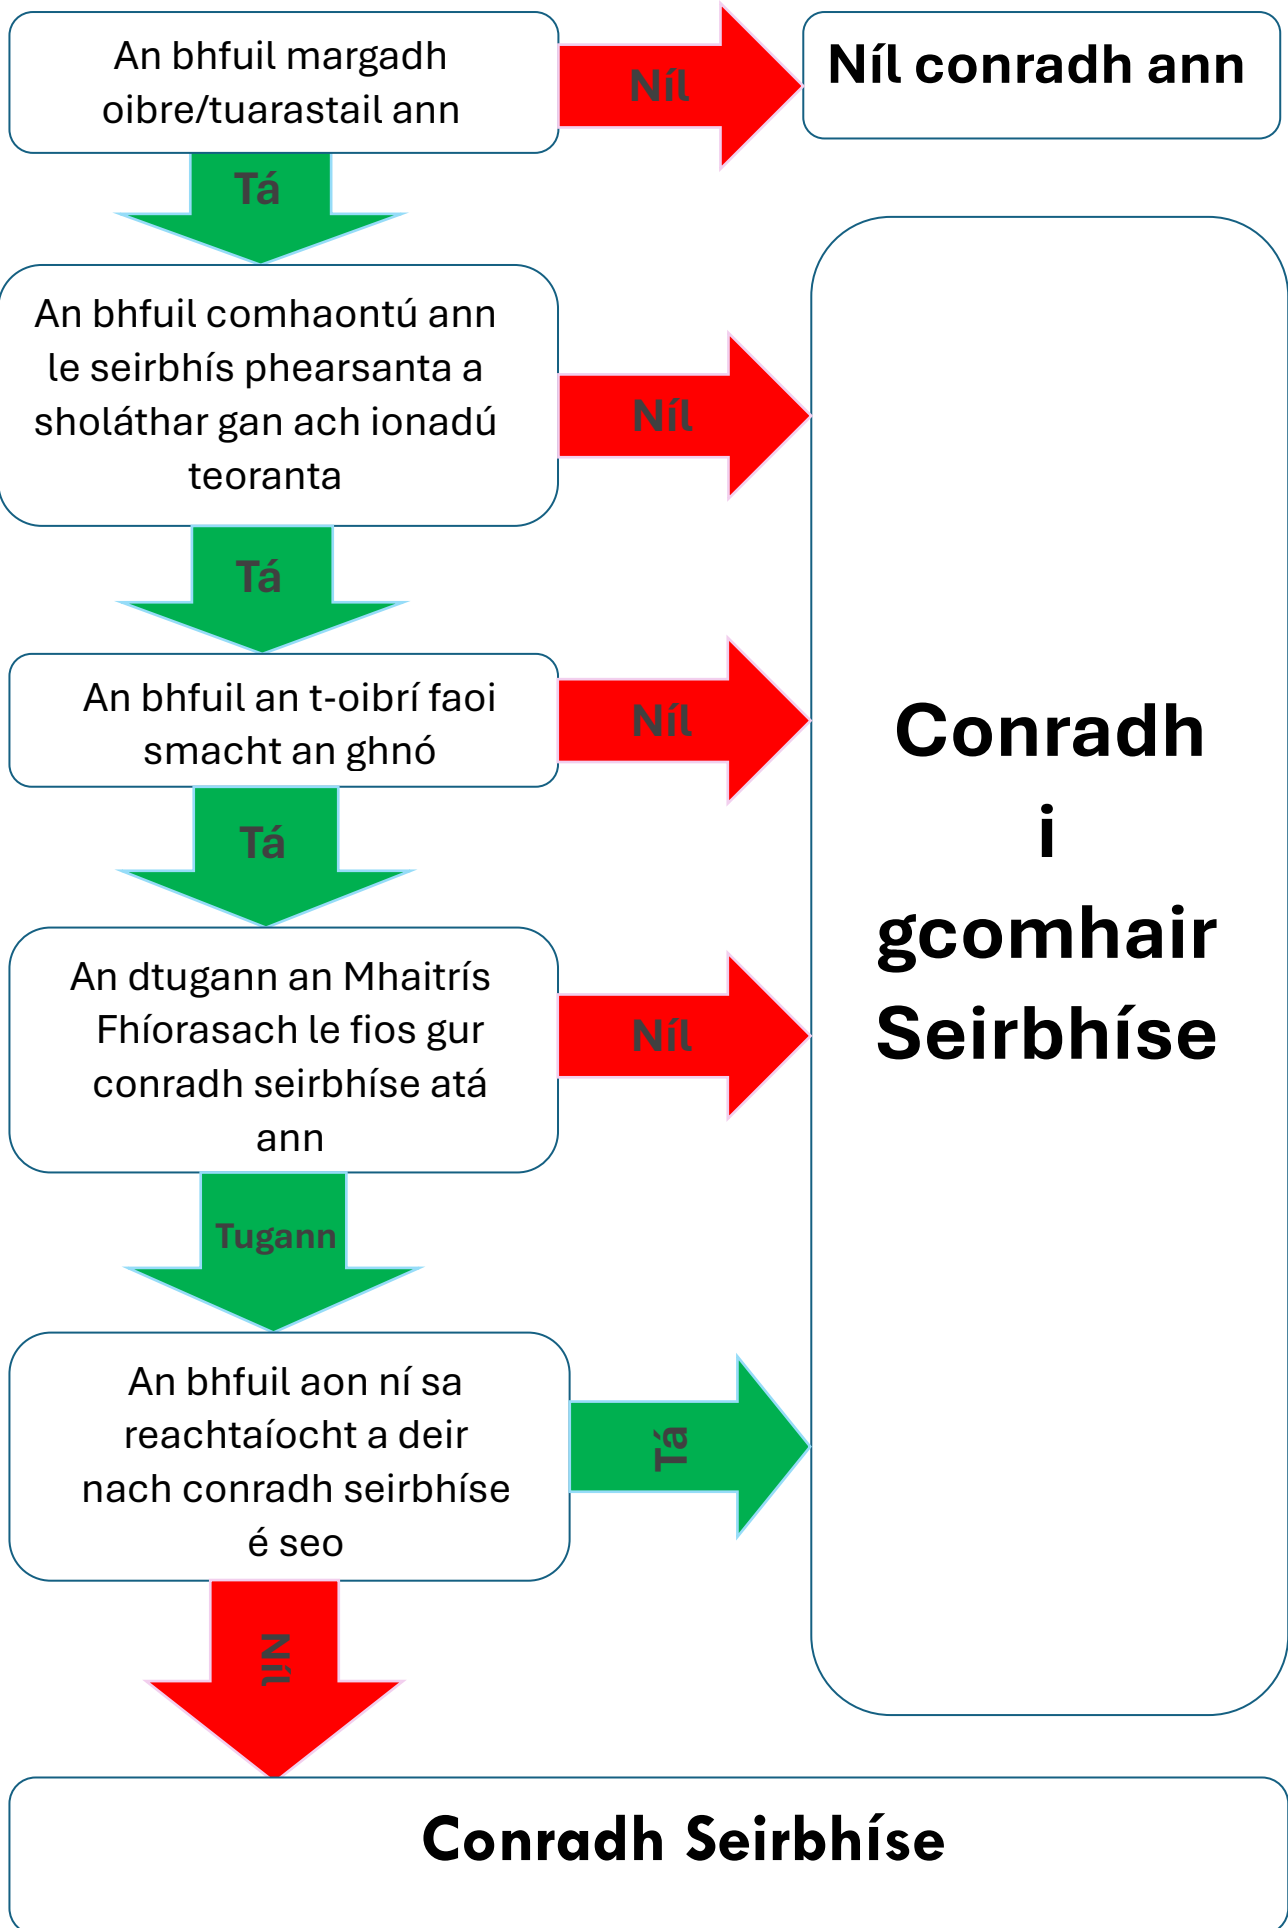 An bhfuil margadh
oibre/tuarastail ann
Níl
Níl conradh ann
Tá
An bhfuil comhaontú ann
le seirbhís phearsanta a
sholáthar gan ach ionadú
teoranta
Níl
Tá
An bhfuil an t-oibrí faoi
smacht an ghnó
Níl
Tá
An dtugann an Mhaitrís
Fhíorasach le fios gur
conradh seirbhíse atá
ann
Níl
Tugann
An bhfuil aon ní sa
reachtaíocht a deir
nach conradh seirbhíse
é seo
Tá
Níl
Conradh
i
gcomhair
Seirbhíse
Conradh Seirbhíse